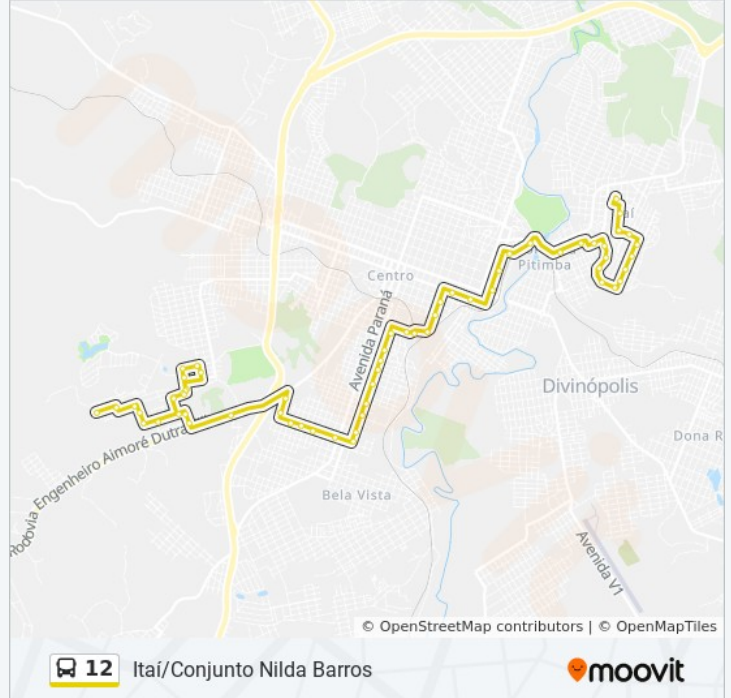 aí
Pitimba
Centro
Avenida Paraná
Divinópolis
Dona R
Rodovia Engenheiro Aimoré Dutra
Bela Vista
Avenida V1
© OpenStreetMap contributors | © OpenMapTiles
12 Itaí/Conjunto Nilda Barros
moovit